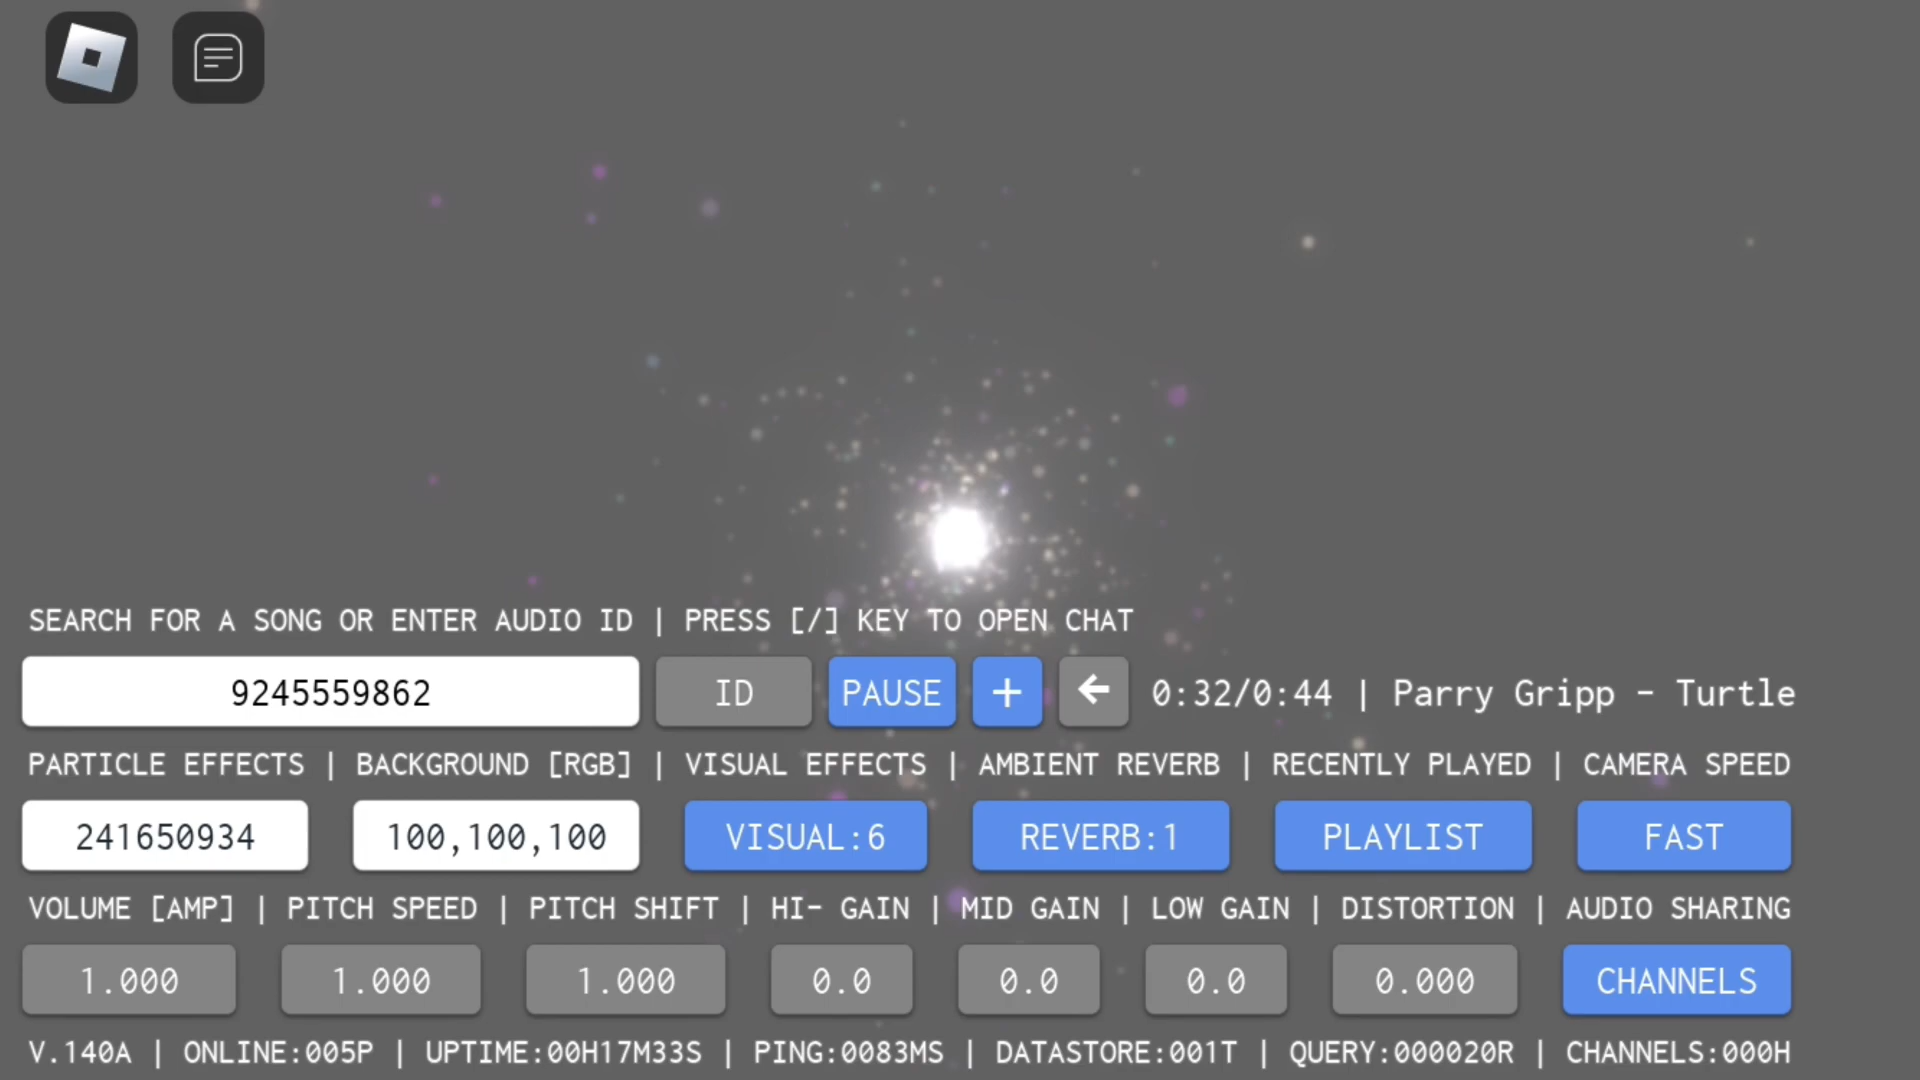 SEARCH FOR A SONG OR ENTER AUDIO ID | PRESS [/] KEY TO OPEN CHAT
9245559862 ID PAUSE + ← 0:32/0:44 | Parry Gripp - Turtle
PARTICLE EFFECTS | BACKGROUND [RGB] | VISUAL EFFECTS | AMBIENT REVERB | RECENTLY PLAYED | CAMERA SPEED
241650934 100,100,100 VISUAL:6 REVERB:1 PLAYLIST FAST
VOLUME [AMP] | PITCH SPEED | PITCH SHIFT | HI- GAIN | MID GAIN | LOW GAIN | DISTORTION | AUDIO SHARING
1.000 1.000 1.000 0.0 0.0 0.0 0.000 CHANNELS
V.140A | ONLINE:005P | UPTIME:00H17M33S | PING:0083MS | DATASTORE:001T | QUERY:000020R | CHANNELS:000H